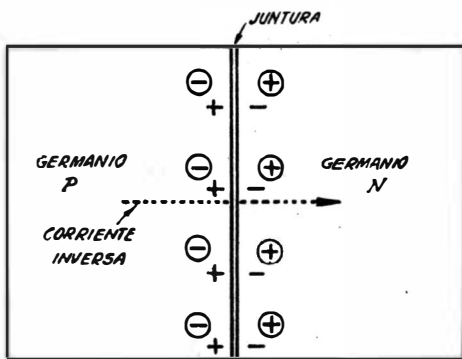 JUNTURA
GERMANIO
P
GERMANIO
N
CORRIENTE
INVERSA
⊖ ⊕
+ −
⊖ ⊕
+ −
⊖ ⊕
+ −
⊖ ⊕
+ −